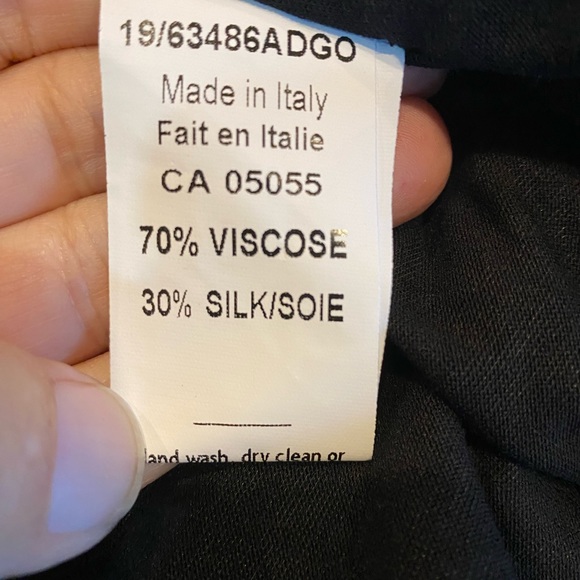 19/63486ADGO
Made in Italy
Fait en Italie
CA 05055
70% VISCOSE
30% SILK/SOIE
and wash, dry clean or